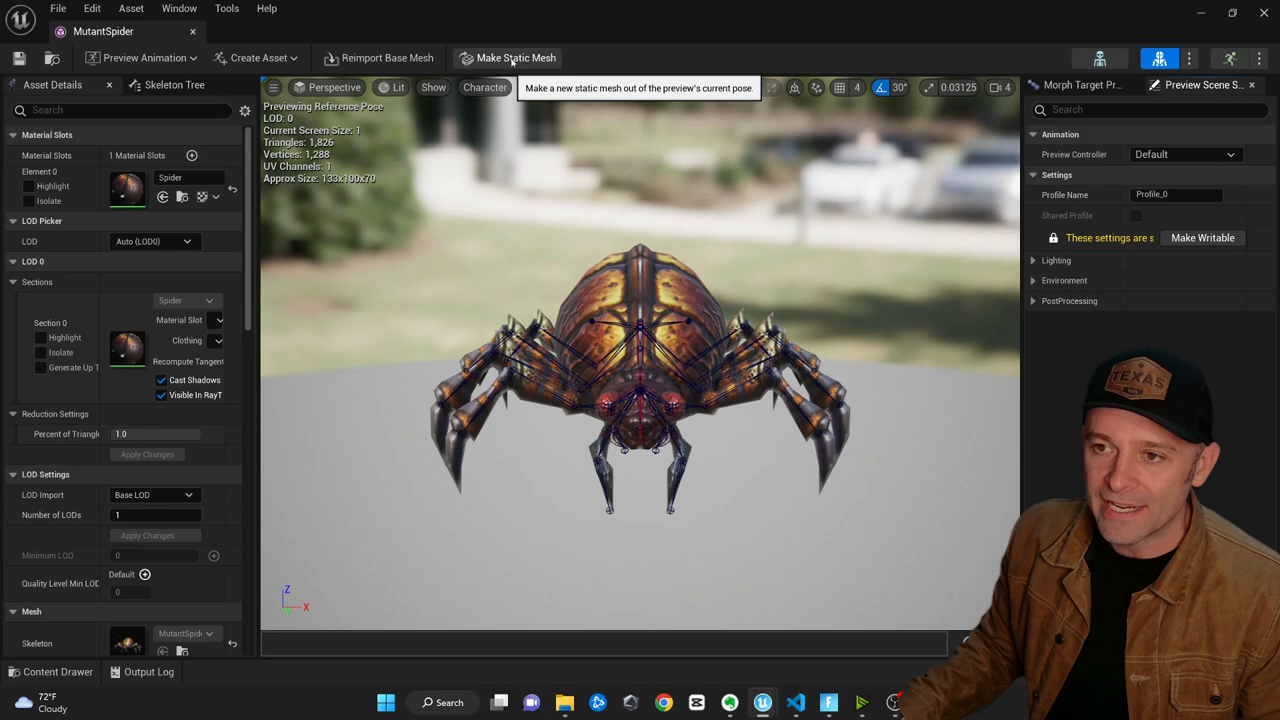 File Edit Asset Window Tools Help
MutantSpider
Preview Animation Create Asset Reimport Base Mesh Make Static Mesh
Asset Details Skeleton Tree
Perspective Lit Show Character
Make a new static mesh out of the preview's current pose.
4 30° 0.03125 4
Morph Target Pr... Preview Scene S...
Search
Search
Previewing Reference Pose
LOD: 0
Current Screen Size: 1
Triangles: 1,826
Vertices: 1,288
UV Channels: 1
Approx Size: 133x100x70
Material Slots
Material Slots 1 Material Slots
Element 0
Highlight
Isolate
Spider
LOD Picker
LOD Auto (LOD0)
LOD 0
Sections
Spider
Section 0
Highlight
Isolate
Generate Up T
Material Slot
Clothing
Recompute Tangent
Cast Shadows
Visible In RayT
Reduction Settings
Percent of Triangl 1.0
Apply Changes
LOD Settings
LOD Import Base LOD
Number of LODs 1
Apply Changes
Minimum LOD 0
Quality Level Min LOD Default
0
Mesh
Skeleton MutantSpid
Animation
Preview Controller Default
Settings
Profile Name Profile_0
Shared Profile
These settings are s Make Writable
Lighting
Environment
PostProcessing
TEXAS
Z
X
Content Drawer Output Log
72°F
Cloudy
Search